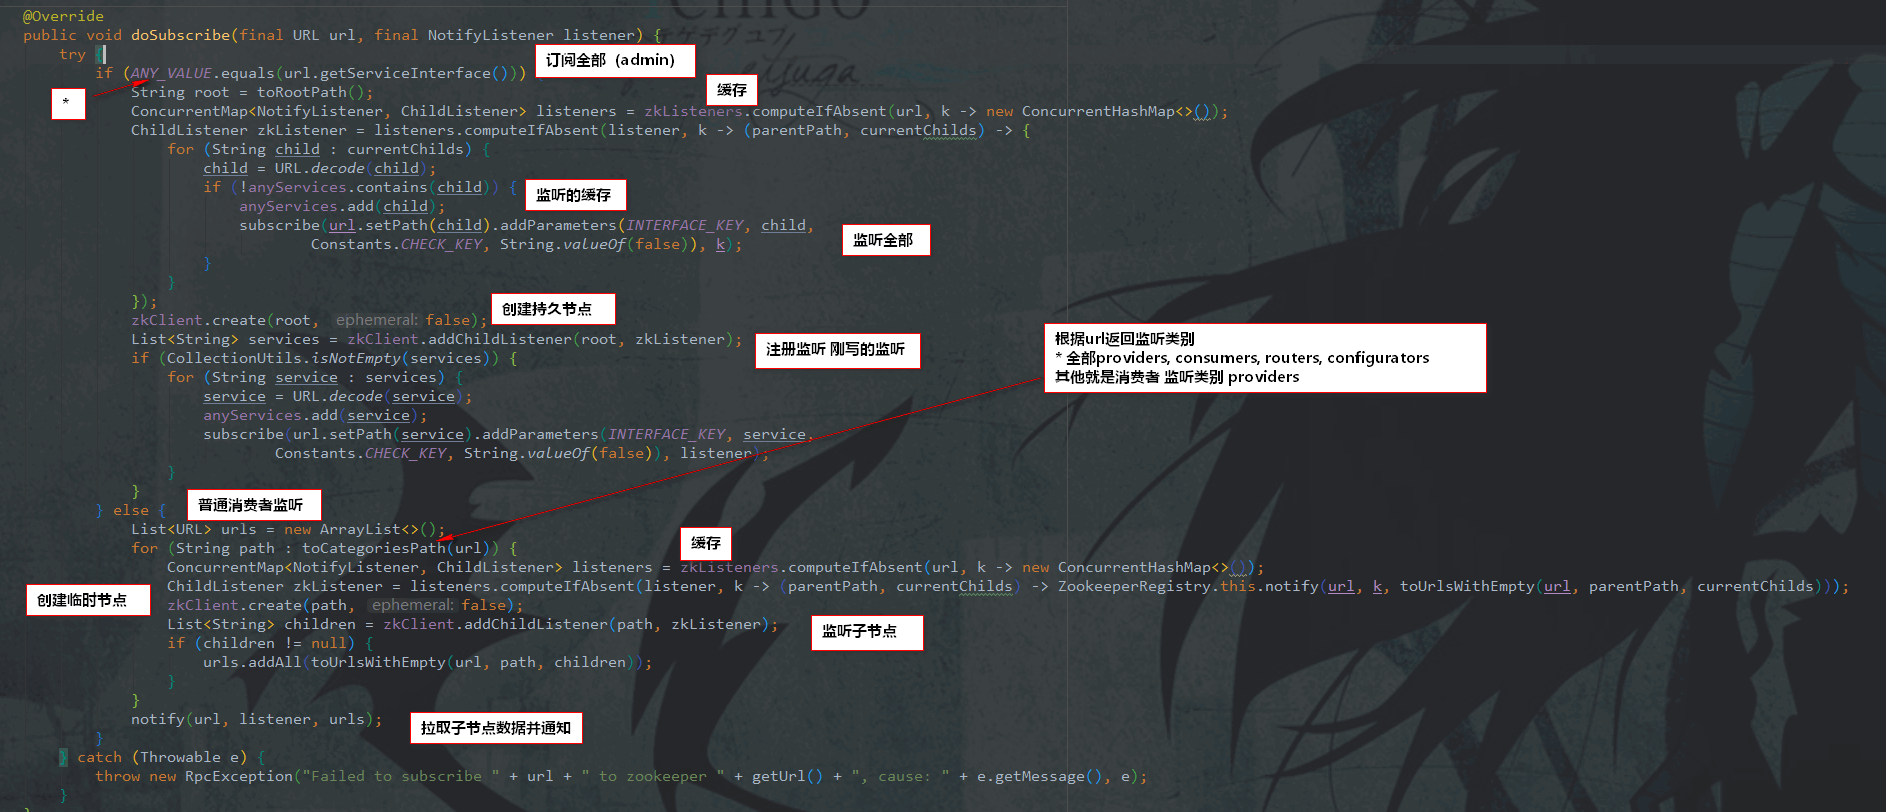 @Override
public void doSubscribe(final URL url, final NotifyListener listener) {
try {
订阅全部（admin）
if (ANY_VALUE.equals(url.getServiceInterface()))
*
String root = toRootPath();
缓存
ConcurrentMap<NotifyListener, ChildListener> listeners = zkListeners.computeIfAbsent(url, k -> new ConcurrentHashMap<>());
ChildListener zkListener = listeners.computeIfAbsent(listener, k -> (parentPath, currentChilds) -> {
for (String child : currentChilds) {
child = URL.decode(child);
if (!anyServices.contains(child)) {
监听的缓存
anyServices.add(child);
subscribe(url.setPath(child).addParameters(INTERFACE_KEY, child,
Constants.CHECK_KEY, String.valueOf(false)), k);
监听全部
}
}
});
创建持久节点
zkClient.create(root, ephemeral: false);
List<String> services = zkClient.addChildListener(root, zkListener);
注册监听 刚写的监听
if (CollectionUtils.isNotEmpty(services)) {
for (String service : services) {
service = URL.decode(service);
anyServices.add(service);
subscribe(url.setPath(service).addParameters(INTERFACE_KEY, service,
Constants.CHECK_KEY, String.valueOf(false)), listener);
}
}
根据url返回监听类别
* 全部providers, consumers, routers, configurators
其他就是消费者 监听类别 providers
普通消费者监听
} else {
List<URL> urls = new ArrayList<>();
for (String path : toCategoriesPath(url)) {
缓存
ConcurrentMap<NotifyListener, ChildListener> listeners = zkListeners.computeIfAbsent(url, k -> new ConcurrentHashMap<>());
ChildListener zkListener = listeners.computeIfAbsent(listener, k -> (parentPath, currentChilds) -> ZookeeperRegistry.this.notify(url, k, toUrlsWithEmpty(url, parentPath, currentChilds)));
创建临时节点
zkClient.create(path, ephemeral: false);
List<String> children = zkClient.addChildListener(path, zkListener);
监听子节点
if (children != null) {
urls.addAll(toUrlsWithEmpty(url, path, children));
}
}
notify(url, listener, urls);
拉取子节点数据并通知
}
} catch (Throwable e) {
throw new RpcException("Failed to subscribe " + url + " to zookeeper " + getUrl() + ", cause: " + e.getMessage(), e);
}